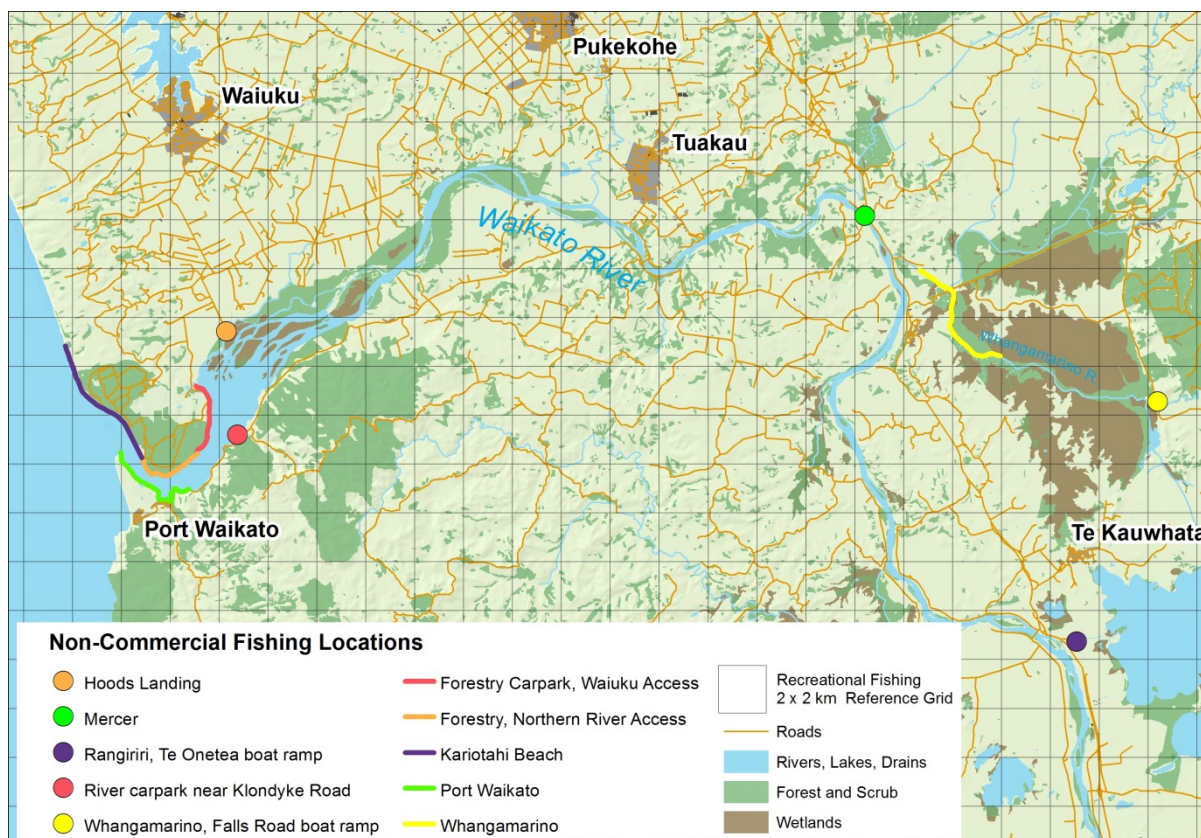 Pukekohe
Waiuku
Tuakau
Waikato River
Whangamarino R.
Port Waikato
Te Kauwhata
Non-Commercial Fishing Locations
Hoods Landing
Mercer
Rangiriri, Te Onetea boat ramp
River carpark near Klondyke Road
Whangamarino, Falls Road boat ramp
Forestry Carpark, Waiuku Access
Forestry, Northern River Access
Kariotahi Beach
Port Waikato
Whangamarino
Recreational Fishing
2 x 2 km Reference Grid
Roads
Rivers, Lakes, Drains
Forest and Scrub
Wetlands